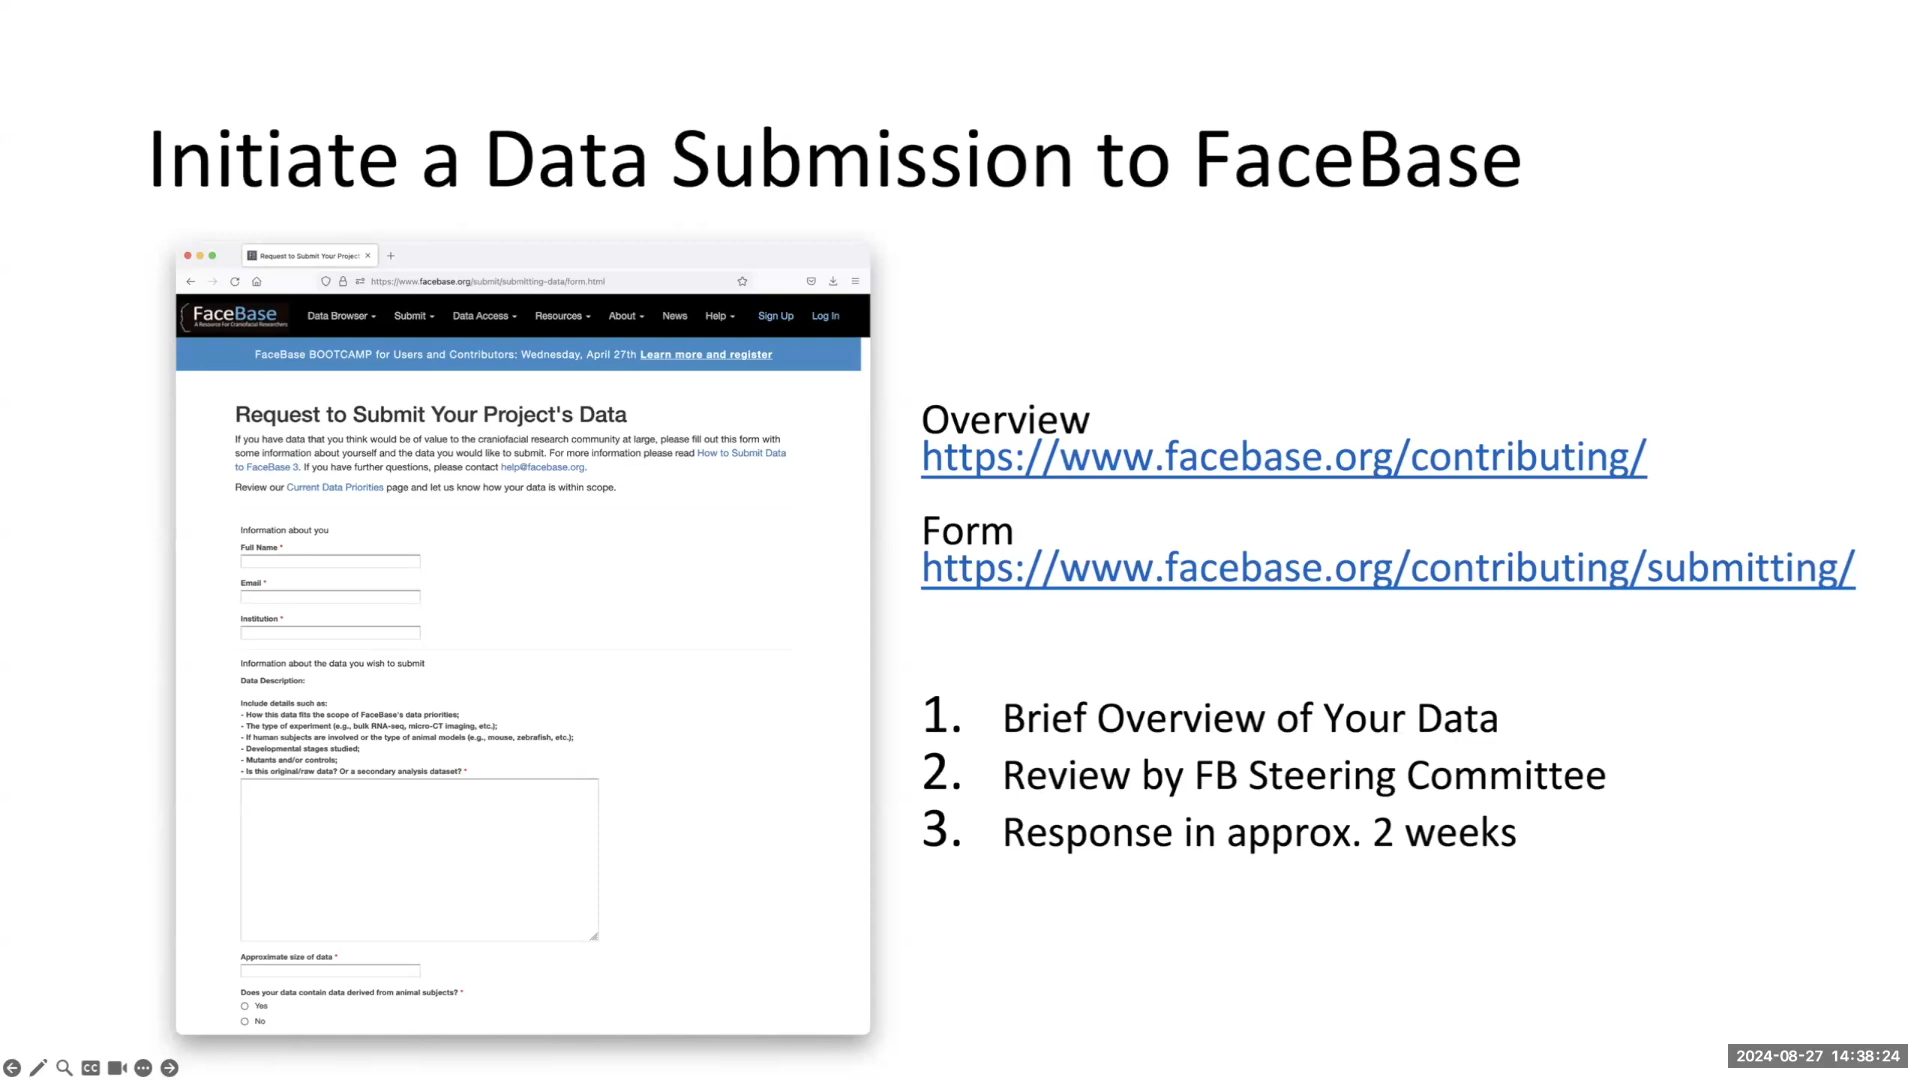 Initiate a Data Submission to FaceBase
Request to Submit Your Project
https://www.facebase.org/submit/submitting-data/form.html
FaceBase
A Resource For Craniofacial Researchers
Data Browser Submit Data Access Resources About News Help Sign Up Log In
FaceBase BOOTCAMP for Users and Contributors: Wednesday, April 27th Learn more and register
Request to Submit Your Project's Data
If you have data that you think would be of value to the craniofacial research community at large, please fill out this form with
some information about yourself and the data you would like to submit. For more information please read How to Submit Data
to FaceBase 3. If you have further questions, please contact help@facebase.org.
Review our Current Data Priorities page and let us know how your data is within scope.
Information about you
Full Name *
Email *
Institution *
Information about the data you wish to submit
Data Description:
Include details such as:
- How this data fits the scope of FaceBase's data priorities;
- The type of experiment (e.g., bulk RNA-seq, micro-CT imaging, etc.);
- If human subjects are involved or the type of animal models (e.g., mouse, zebrafish, etc.);
- Developmental stages studied;
- Mutants and/or controls;
- Is this original/raw data? Or a secondary analysis dataset? *
Approximate size of data *
Does your data contain data derived from animal subjects? *
Yes
No
Overview
https://www.facebase.org/contributing/
Form
https://www.facebase.org/contributing/submitting/
1. Brief Overview of Your Data
2. Review by FB Steering Committee
3. Response in approx. 2 weeks
CC
2024-08-27 14:38:24